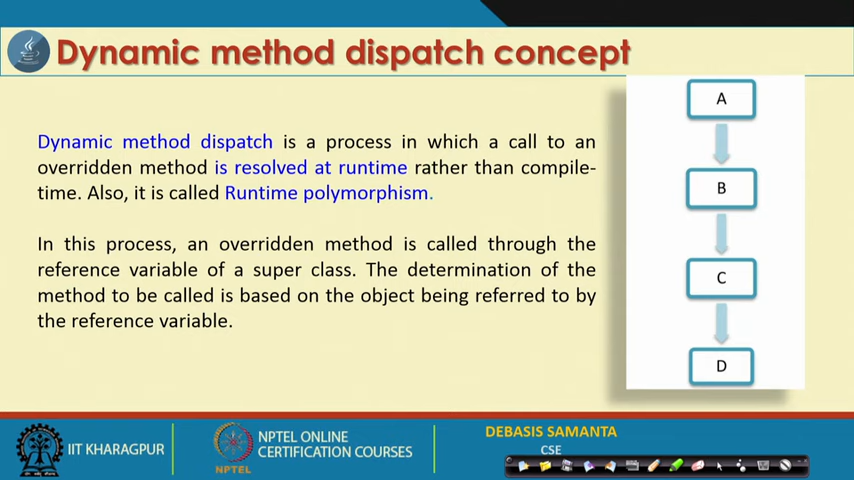 Dynamic method dispatch concept
Dynamic method dispatch is a process in which a call to an
overridden method is resolved at runtime rather than compile-
time. Also, it is called Runtime polymorphism.
In this process, an overridden method is called through the
reference variable of a super class. The determination of the
method to be called is based on the object being referred to by
the reference variable.
A
B
C
D
IIT KHARAGPUR
NPTEL
NPTEL ONLINE
CERTIFICATION COURSES
DEBASIS SAMANTA
CSE